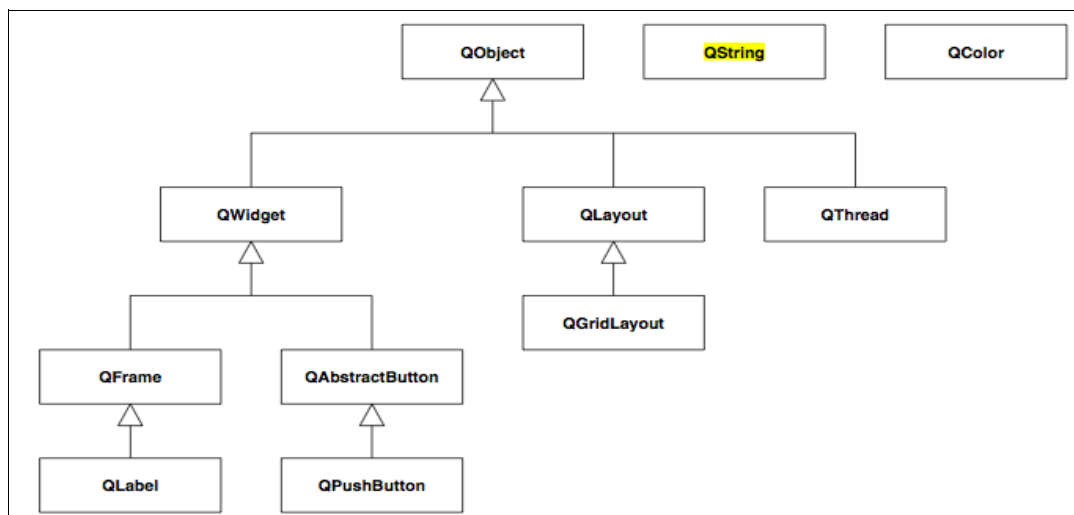 QObject
QString
QColor
QWidget
QLayout
QThread
QGridLayout
QFrame
QAbstractButton
QLabel
QPushButton